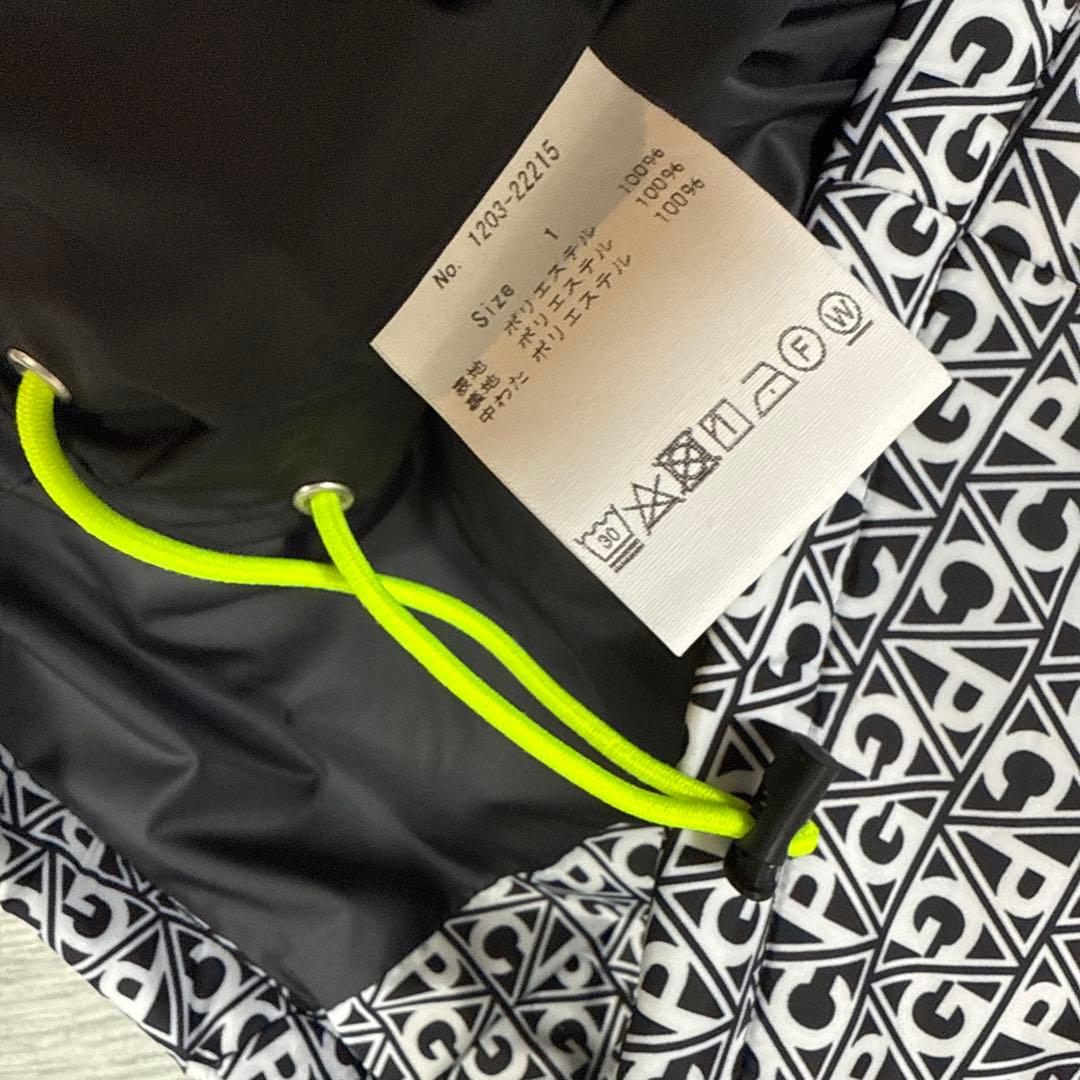 No. 1203-22215
Size 1
表地 ポリエステル 100%
裏地 ポリエステル 100%
中わた ポリエステル 100%
30
F
W